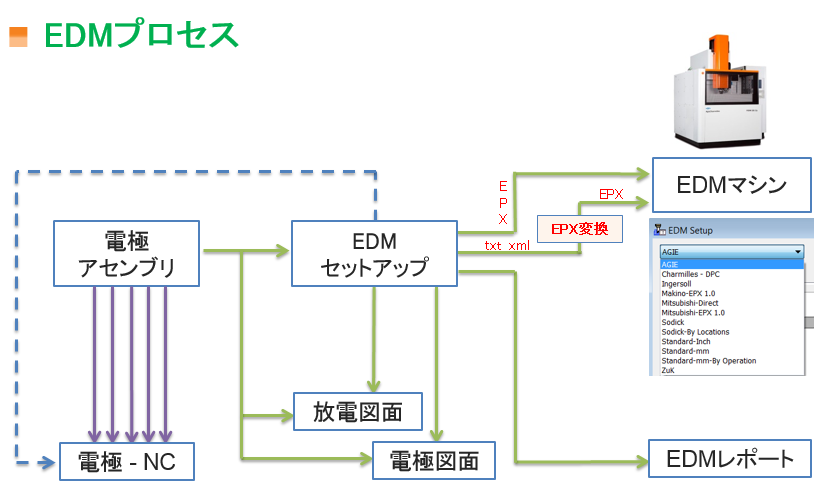 EDMプロセス
EDMマシン
EPX
EPX
EPX変換
txt xml
電極
アセンブリ
EDM
セットアップ
EDM Setup
AGIE
AGIE
Charmilles - DPC
Ingersoll
Makino-EPX 1.0
Mitsubishi-Direct
Mitsubishi-EPX 1.0
Sodick
Sodick-By Locations
Standard-Inch
Standard-mm
Standard-mm-By Operation
ZuK
放電図面
電極 - NC
電極図面
EDMレポート